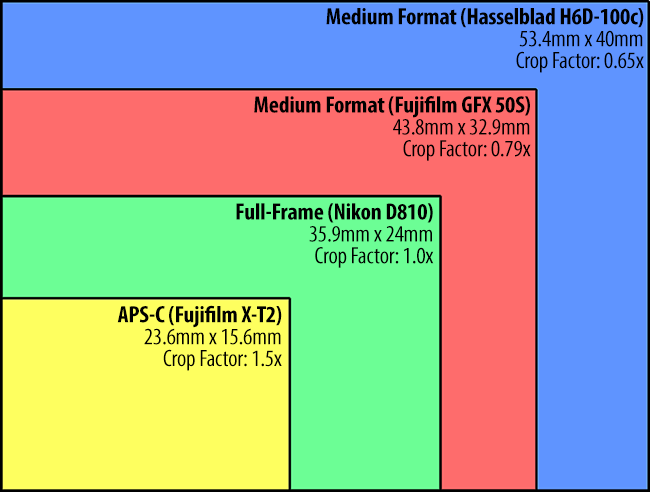 Medium Format (Hasselblad H6D-100c)
53.4mm x 40mm
Crop Factor: 0.65x
Medium Format (Fujifilm GFX 50S)
43.8mm x 32.9mm
Crop Factor: 0.79x
Full-Frame (Nikon D810)
35.9mm x 24mm
Crop Factor: 1.0x
APS-C (Fujifilm X-T2)
23.6mm x 15.6mm
Crop Factor: 1.5x